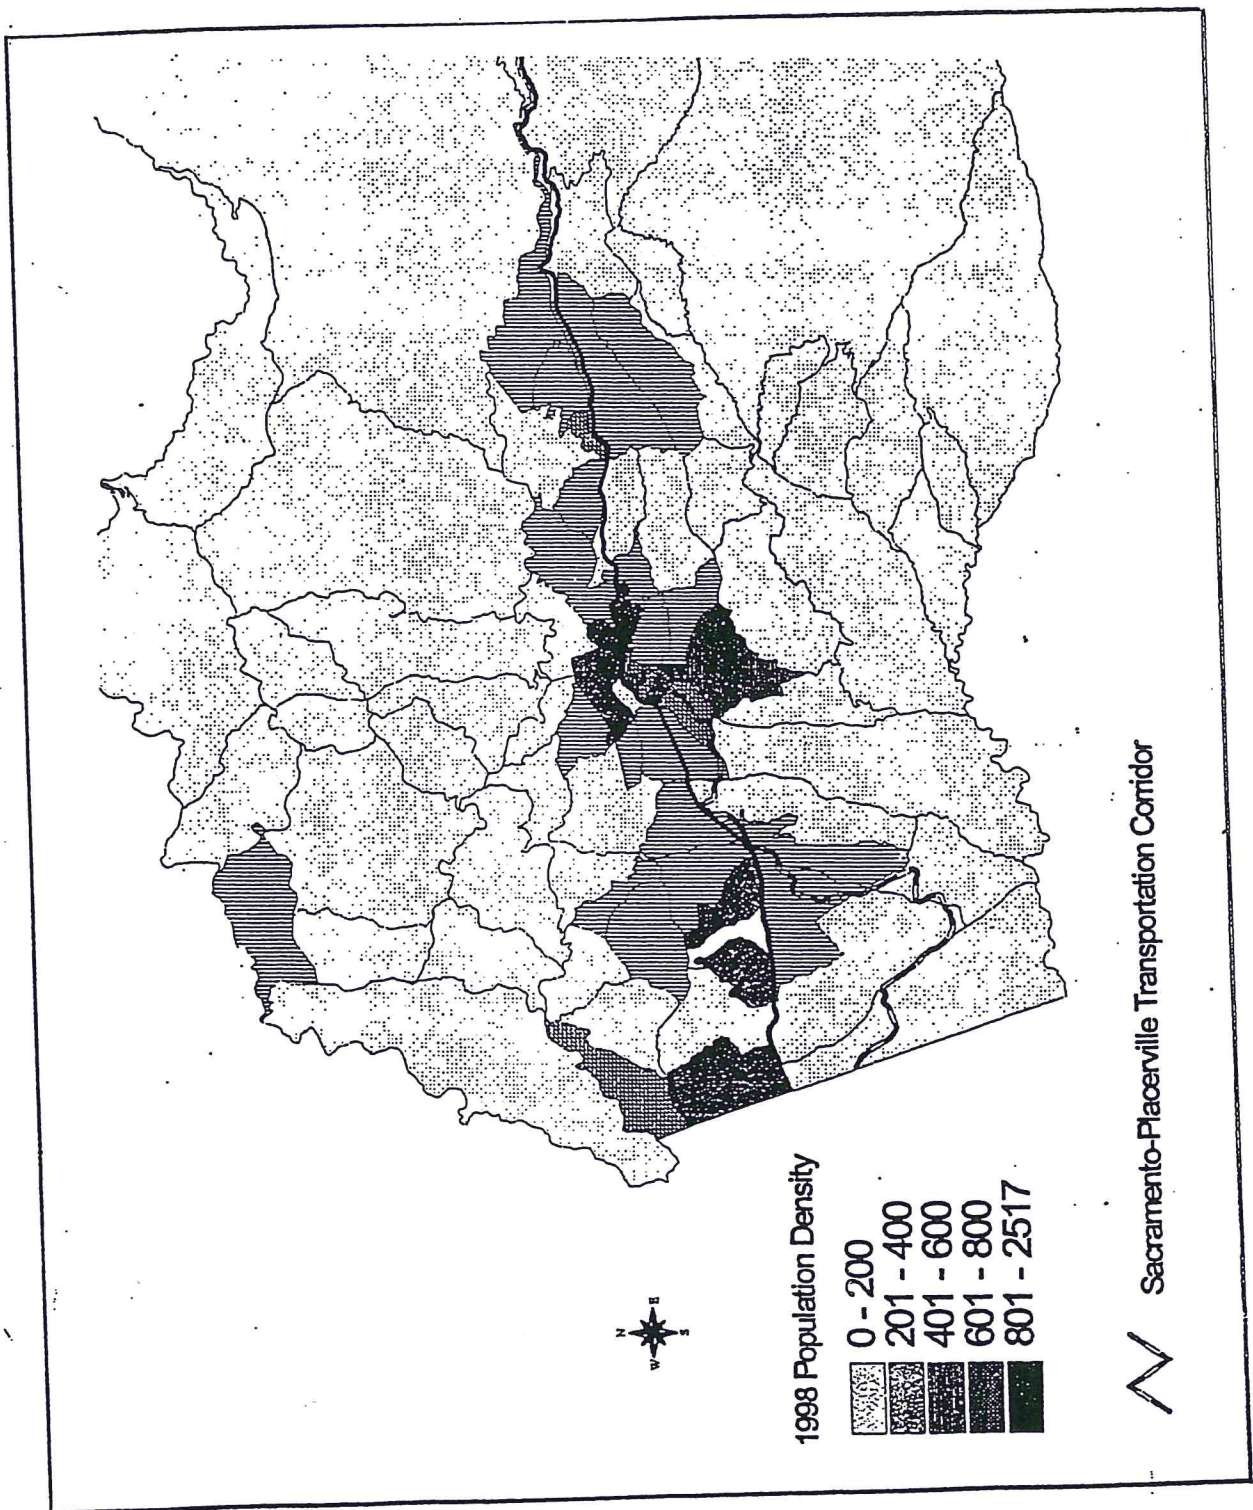 N
W E
S
1998 Population Density
0 - 200
201 - 400
401 - 600
601 - 800
801 - 2517
Sacramento-Placerville Transportation Corridor